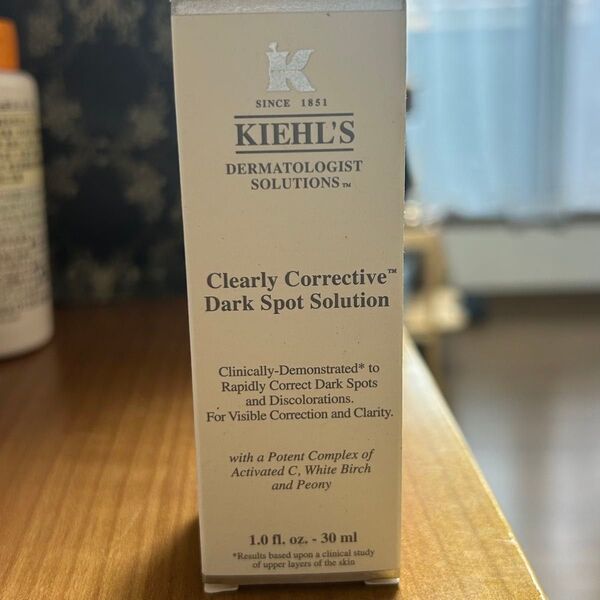 K
SINCE 1851
KIEHL'S
DERMATOLOGIST
SOLUTIONS™
Clearly Corrective™
Dark Spot Solution
Clinically-Demonstrated* to
Rapidly Correct Dark Spots
and Discolorations.
For Visible Correction and Clarity.
with a Potent Complex of
Activated C, White Birch
and Peony
1.0 fl. oz. - 30 ml
*Results based upon a clinical study
of upper layers of the skin